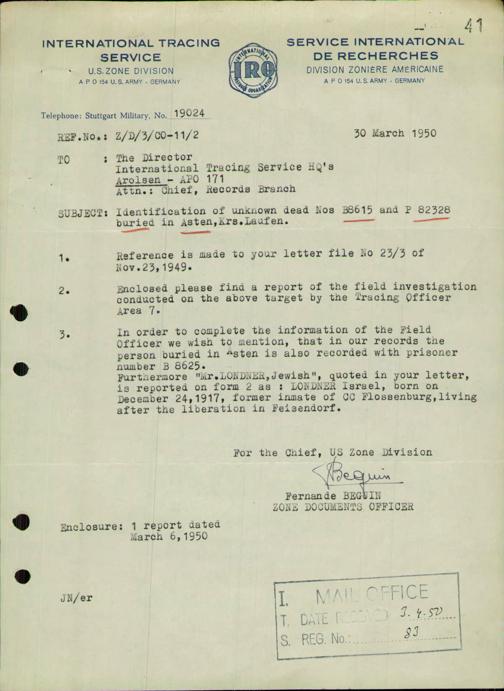 41
INTERNATIONAL TRACING
SERVICE
U.S. ZONE DIVISION
A P O 154 U.S. ARMY - GERMANY
INTERNATIONAL
IRO
SERVICE INTERNATIONAL
DE RECHERCHES
DIVISION ZONIERE AMERICAINE
A P O 154 U.S. ARMY - GERMANY
Telephone: Stuttgart Military, No. 19024
REF.No.: Z/D/3/CO-11/2
30 March 1950
TO : The Director
International Tracing Service HQ's
Arolsen - APO 171
Attn.: Chief, Records Branch
SUBJECT: Identification of unknown dead Nos B8615 and P 82328
buried in Asten,Krs.Laufen.
1. Reference is made to your letter file No 23/3 of
Nov.23,1949.
2. Enclosed please find a report of the field investigation
conducted on the above target by the Tracing Officer
Area 7.
3. In order to complete the information of the Field
Officer we wish to mention, that in our records the
person buried in Asten is also recorded with prisoner
number B 8625.
Furthermore "Mr.LONDNER,Jewish", quoted in your letter,
is reported on form 2 as : LONDNER Israel, born on
December 24,1917, former inmate of CC Flossenburg,living
after the liberation in Feisendorf.
For the Chief, US Zone Division
Beguin
Fernande BEGUIN
ZONE DOCUMENTS OFFICER
Enclosure: 1 report dated
March 6,1950
JN/er
I. MAIL OFFICE
T. DATE RECEIVED 3.4.50
S. REG. No.: 83